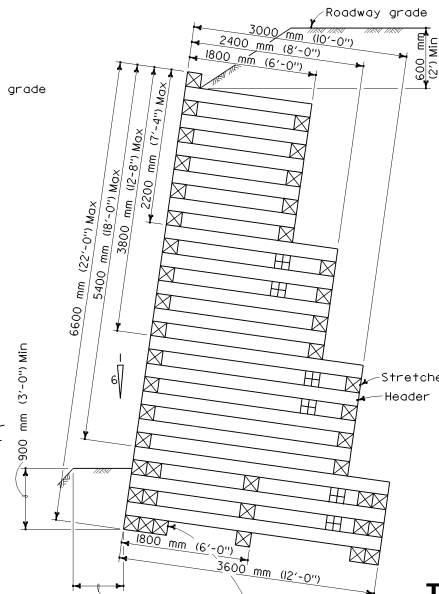 Roadway grade
3000 mm (10'-0")
2400 mm (8'-0")
1800 mm (6'-0")
600 mm
(2') Min
grade
2200 mm (7'-4") Max
3800 mm (12-8") Max
5400 mm (18'-0") Max
6600 mm (22'-0") Max
1
6
Stretche
Header
900 mm (3'-0") Min
1800 mm (6'-0")
3600 mm (12'-0")
T